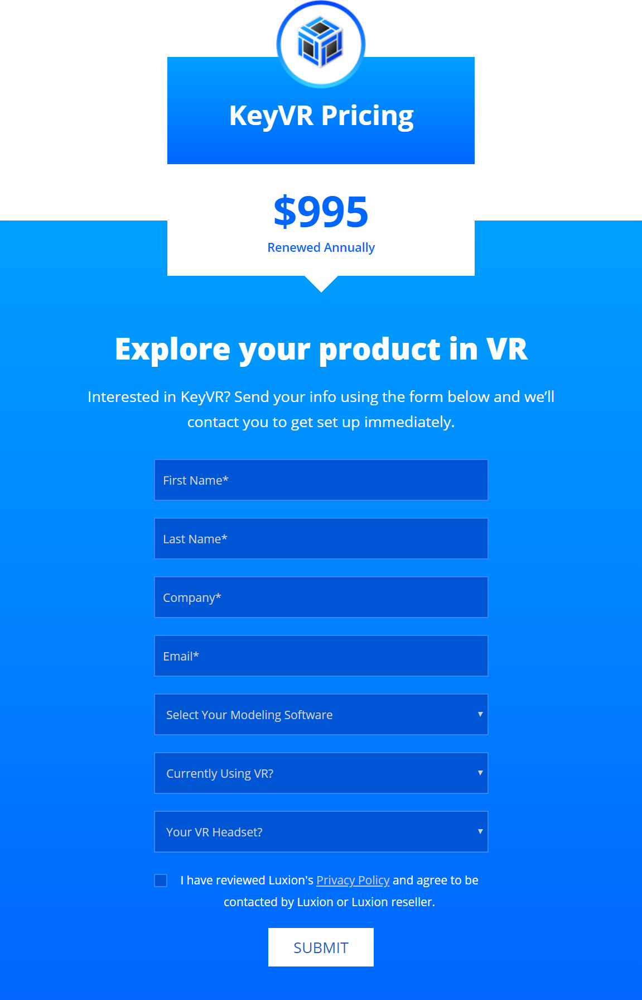 KeyVR Pricing
$995
Renewed Annually
Explore your product in VR
Interested in KeyVR? Send your info using the form below and we’ll
contact you to get set up immediately.
First Name*
Last Name*
Company*
Email*
Select Your Modeling Software
Currently Using VR?
Your VR Headset?
I have reviewed Luxion's Privacy Policy and agree to be
contacted by Luxion or Luxion reseller.
SUBMIT